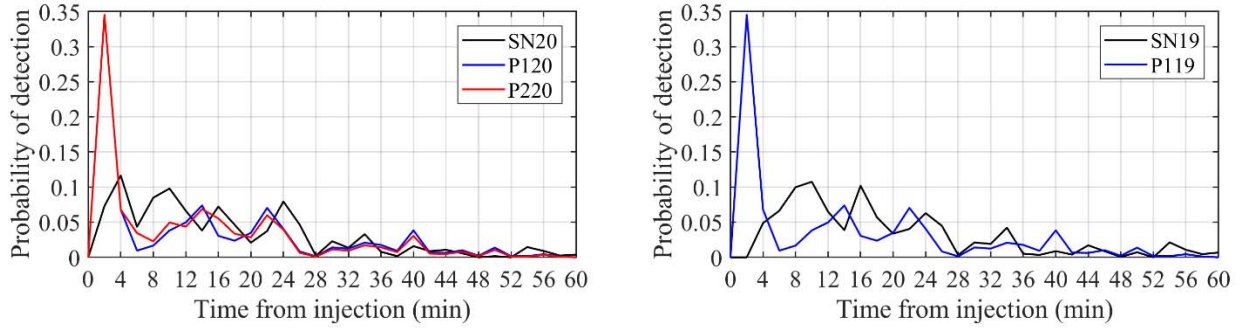 0.35
0.3
0.25
0.2
0.15
0.1
0.05
0
Probability of detection
SN20
P120
P220
0 4 8 12 16 20 24 28 32 36 40 44 48 52 56 60
Time from injection (min)
0.35
0.3
0.25
0.2
0.15
0.1
0.05
0
Probability of detection
SN19
P119
0 4 8 12 16 20 24 28 32 36 40 44 48 52 56 60
Time from injection (min)